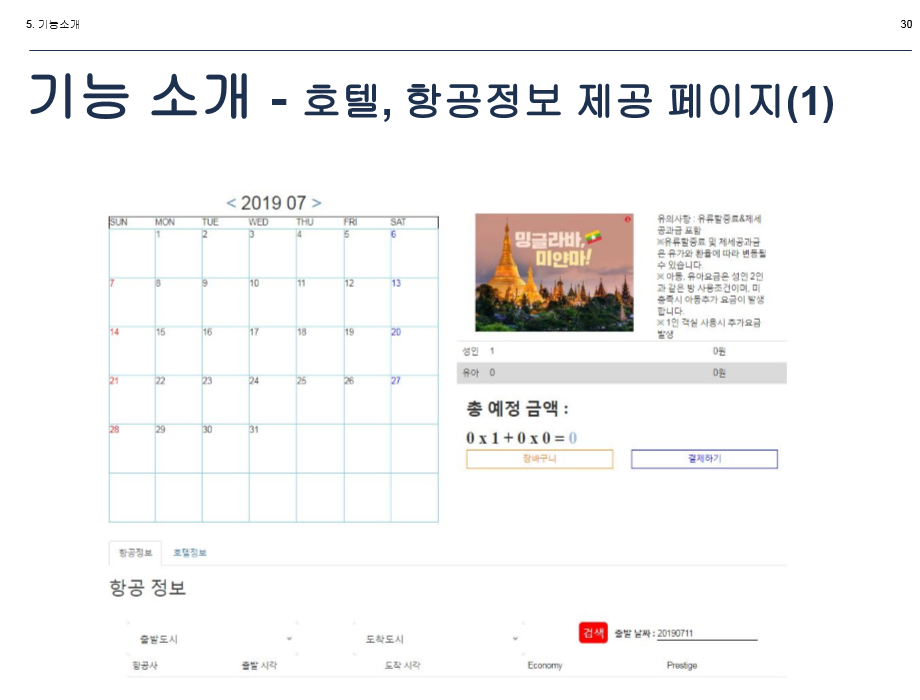 5. 기능소개
30
기능 소개 - 호텔, 항공정보 제공 페이지(1)
< 2019 07 >
SUN MON TUE WED THU FRI SAT
1 2 3 4 5 6
7 8 9 10 11 12 13
14 15 16 17 18 19 20
21 22 23 24 25 26 27
28 29 30 31
밍글라바,
미얀마!
유의사항 : 유류할증료&제세
공과금 포함
※유류할증료 및 제세공과금
은 유가와 환율에 따라 변동될
수 있습니다.
※ 아동, 유아요금은 성인 2인
과 같은 방 사용조건이며, 미
충족시 아동추가 요금이 발생
합니다.
※ 1인 객실 사용시 추가요금
발생
성인 1 0원
유아 0 0원
총 예정 금액 :
0 x 1 + 0 x 0 = 0
장바구니 결제하기
항공정보 호텔정보
항공 정보
출발도시 도착도시 검색 출발 날짜 : 20190711
항공사 출발 시각 도착 시각 Economy Prestige